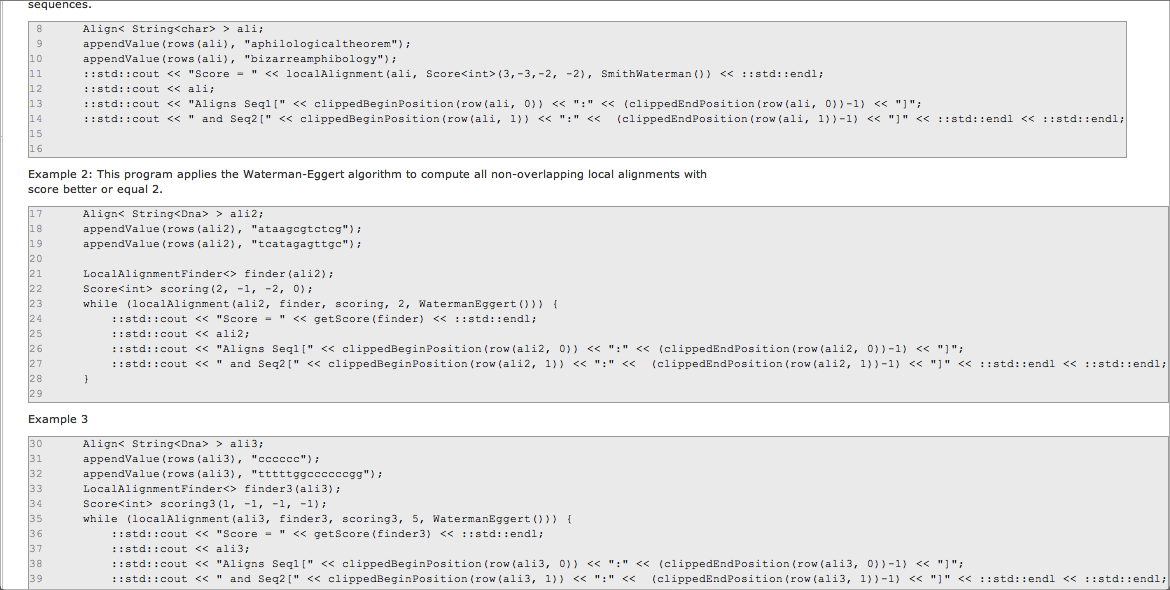 sequences.
8 Align< String<char> > ali;
9 appendValue(rows(ali), "aphilologicaltheorem");
10 appendValue(rows(ali), "bizarreamphibology");
11 ::std::cout << "Score = " << localAlignment(ali, Score<int>(3,-3,-2, -2), SmithWaterman()) << ::std::endl;
12 ::std::cout << ali;
13 ::std::cout << "Aligns Seq1[" << clippedBeginPosition(row(ali, 0)) << ":" << (clippedEndPosition(row(ali, 0))-1) << "]";
14 ::std::cout << " and Seq2[" << clippedBeginPosition(row(ali, 1)) << ":" <<  (clippedEndPosition(row(ali, 1))-1) << "]" << ::std::endl << ::std::endl;
15
16
Example 2: This program applies the Waterman-Eggert algorithm to compute all non-overlapping local alignments with
score better or equal 2.
17 Align< String<Dna> > ali2;
18 appendValue(rows(ali2), "ataagcgtctcg");
19 appendValue(rows(ali2), "tcatagagttgc");
20
21 LocalAlignmentFinder<> finder(ali2);
22 Score<int> scoring(2, -1, -2, 0);
23 while (localAlignment(ali2, finder, scoring, 2, WatermanEggert())) {
24 ::std::cout << "Score = " << getScore(finder) << ::std::endl;
25 ::std::cout << ali2;
26 ::std::cout << "Aligns Seq1[" << clippedBeginPosition(row(ali2, 0)) << ":" << (clippedEndPosition(row(ali2, 0))-1) << "]";
27 ::std::cout << " and Seq2[" << clippedBeginPosition(row(ali2, 1)) << ":" <<  (clippedEndPosition(row(ali2, 1))-1) << "]" << ::std::endl << ::std::endl;
28 }
29
Example 3
30 Align< String<Dna> > ali3;
31 appendValue(rows(ali3), "cccccc");
32 appendValue(rows(ali3), "tttttggccccccgg");
33 LocalAlignmentFinder<> finder3(ali3);
34 Score<int> scoring3(1, -1, -1, -1);
35 while (localAlignment(ali3, finder3, scoring3, 5, WatermanEggert())) {
36 ::std::cout << "Score = " << getScore(finder3) << ::std::endl;
37 ::std::cout << ali3;
38 ::std::cout << "Aligns Seq1[" << clippedBeginPosition(row(ali3, 0)) << ":" << (clippedEndPosition(row(ali3, 0))-1) << "]";
39 ::std::cout << " and Seq2[" << clippedBeginPosition(row(ali3, 1)) << ":" <<  (clippedEndPosition(row(ali3, 1))-1) << "]" << ::std::endl << ::std::endl;